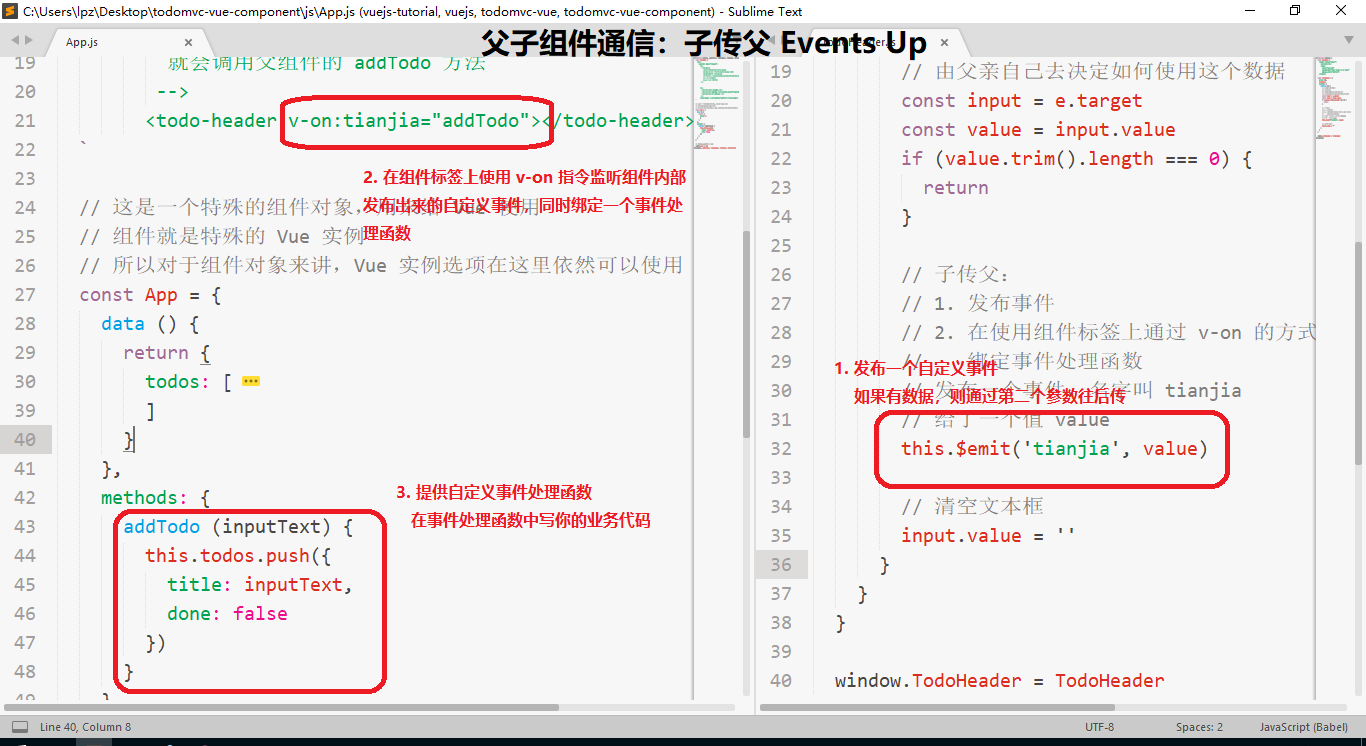 C:\Users\lpz\Desktop\todomvc-vue-component\js\App.js (vuejs-tutorial, vuejs, todomvc-vue, todomvc-vue-component) - Sublime Text
父子组件通信：子传父 Events Up
App.js
19 就会调用父组件的 addTodo 方法
20 -->
21 <todo-header v-on:tianjia="addTodo"></todo-header>
22 `
2. 在组件标签上使用 v-on 指令监听组件内部
发布出来的自定义事件，同时绑定一个事件处
理函数
23
24 // 这是一个特殊的组件对象，
25 // 组件就是特殊的 Vue 实例
26 // 所以对于组件对象来讲，Vue 实例选项在这里依然可以使用
27 const App = {
28 data () {
29 return {
30 todos: [
39 ]
40 }
41 },
42 methods: {
3. 提供自定义事件处理函数
在事件处理函数中写你的业务代码
43 addTodo (inputText) {
44 this.todos.push({
45 title: inputText,
46 done: false
47 })
48 }
49 }
19 // 由父亲自己去决定如何使用这个数据
20 const input = e.target
21 const value = input.value
22 if (value.trim().length === 0) {
23 return
24 }
25
26 // 子传父：
27 // 1. 发布事件
28 // 2. 在使用组件标签上通过 v-on 的方式
29 // 绑定事件处理函数
1. 发布一个自定义事件
如果有数据，则通过第二个参数往后传
30 // 发布一个事件，名字叫 tianjia
31 // 给了一个值 value
32 this.$emit('tianjia', value)
33
34 // 清空文本框
35 input.value = ''
36 }
37 }
38 }
39
40 window.TodoHeader = TodoHeader
Line 40, Column 8
UTF-8
Spaces: 2
JavaScript (Babel)